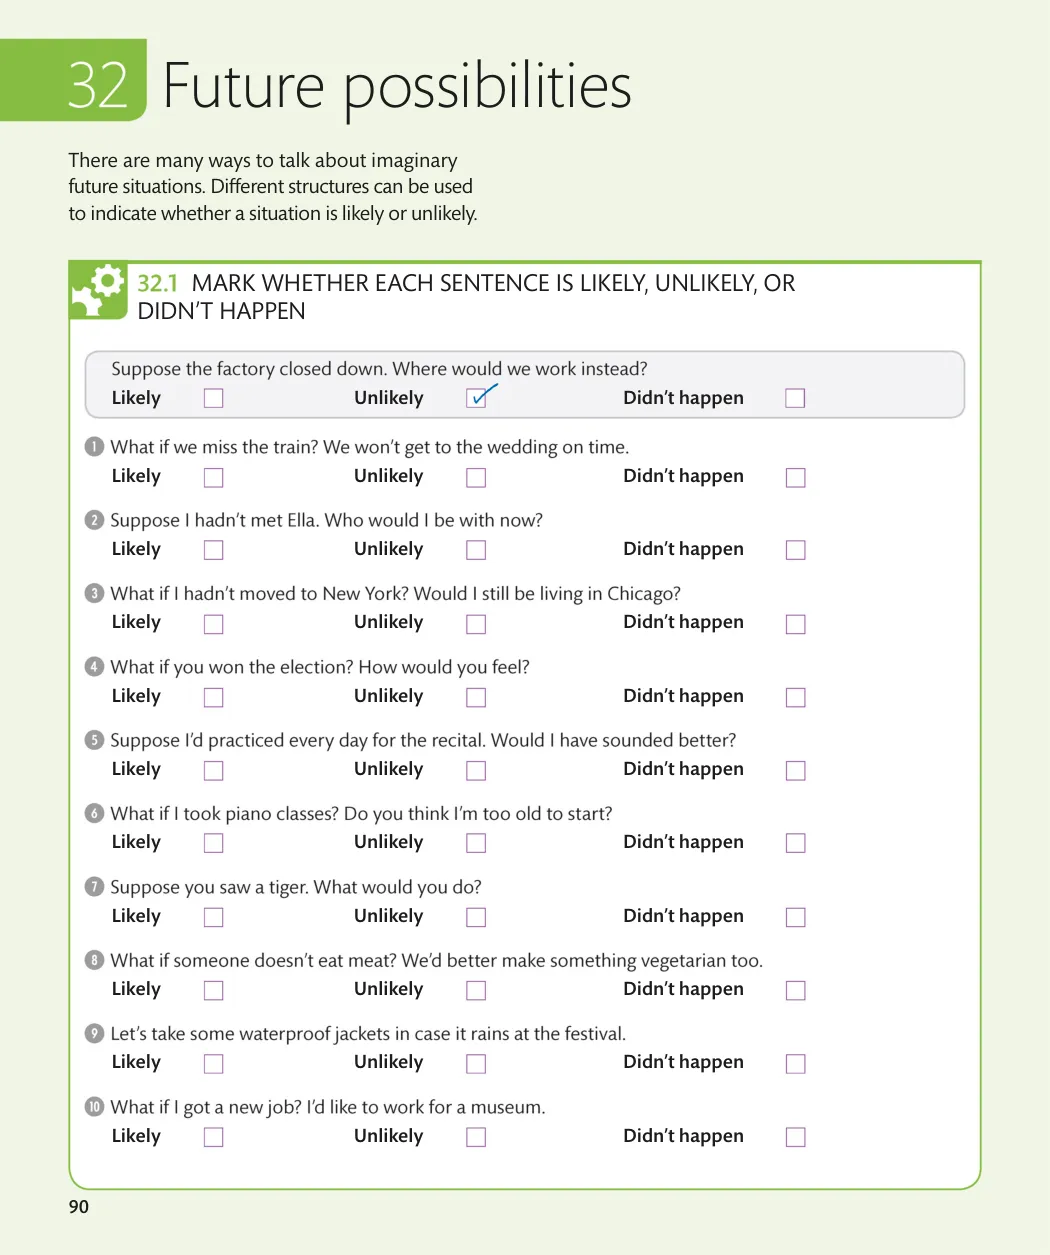 32 Future possibilities
There are many ways to talk about imaginary
future situations. Different structures can be used
to indicate whether a situation is likely or unlikely.
32.1 MARK WHETHER EACH SENTENCE IS LIKELY, UNLIKELY, OR
DIDN’T HAPPEN
Suppose the factory closed down. Where would we work instead?
Likely Unlikely Didn’t happen
1 What if we miss the train? We won’t get to the wedding on time.
Likely Unlikely Didn’t happen
2 Suppose I hadn’t met Ella. Who would I be with now?
Likely Unlikely Didn’t happen
3 What if I hadn’t moved to New York? Would I still be living in Chicago?
Likely Unlikely Didn’t happen
4 What if you won the election? How would you feel?
Likely Unlikely Didn’t happen
5 Suppose I’d practiced every day for the recital. Would I have sounded better?
Likely Unlikely Didn’t happen
6 What if I took piano classes? Do you think I’m too old to start?
Likely Unlikely Didn’t happen
7 Suppose you saw a tiger. What would you do?
Likely Unlikely Didn’t happen
8 What if someone doesn’t eat meat? We’d better make something vegetarian too.
Likely Unlikely Didn’t happen
9 Let’s take some waterproof jackets in case it rains at the festival.
Likely Unlikely Didn’t happen
10 What if I got a new job? I’d like to work for a museum.
Likely Unlikely Didn’t happen
90